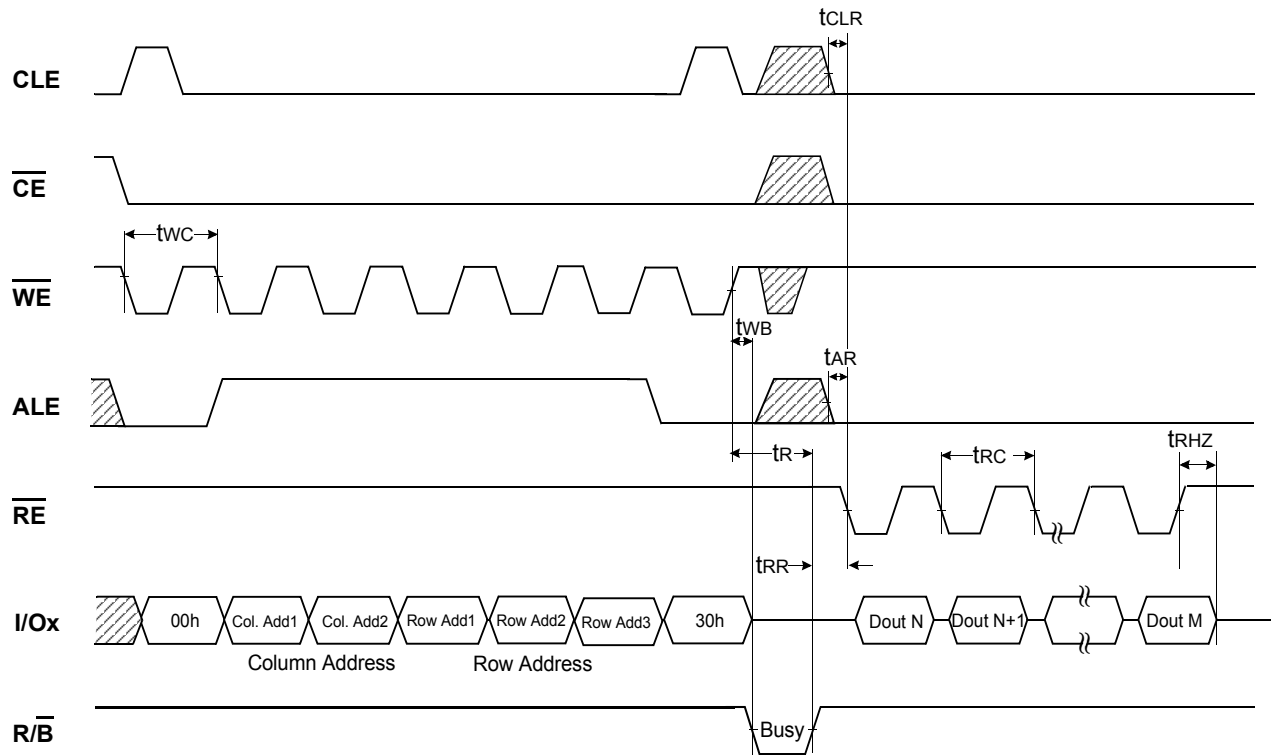 tCLR
CLE
CE
tWC
WE
tWB
tAR
ALE
tR
tRC
tRHZ
RE
tRR
I/Ox
00h
Col. Add1
Col. Add2
Row Add1
Row Add2
Row Add3
30h
Dout N
Dout N+1
Dout M
Column Address
Row Address
R/B
Busy